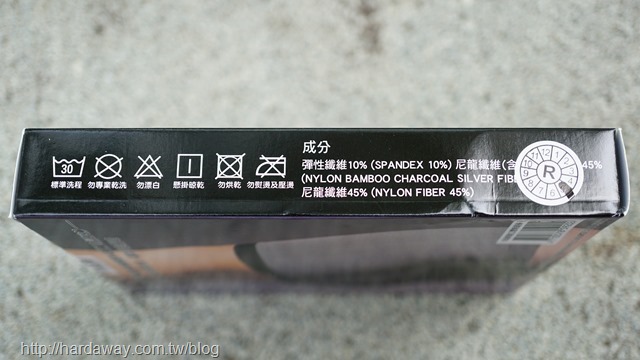 成分
彈性纖維10% (SPANDEX 10%) 尼龍纖維(含 45%
(NYLON BAMBOO CHARCOAL SILVER FIBE
尼龍纖維45% (NYLON FIBER 45%)
30
標準洗程 勿專業乾洗 勿漂白 懸掛晾乾 勿烘乾 勿熨燙及壓燙
R
http://hardaway.com.tw/blog